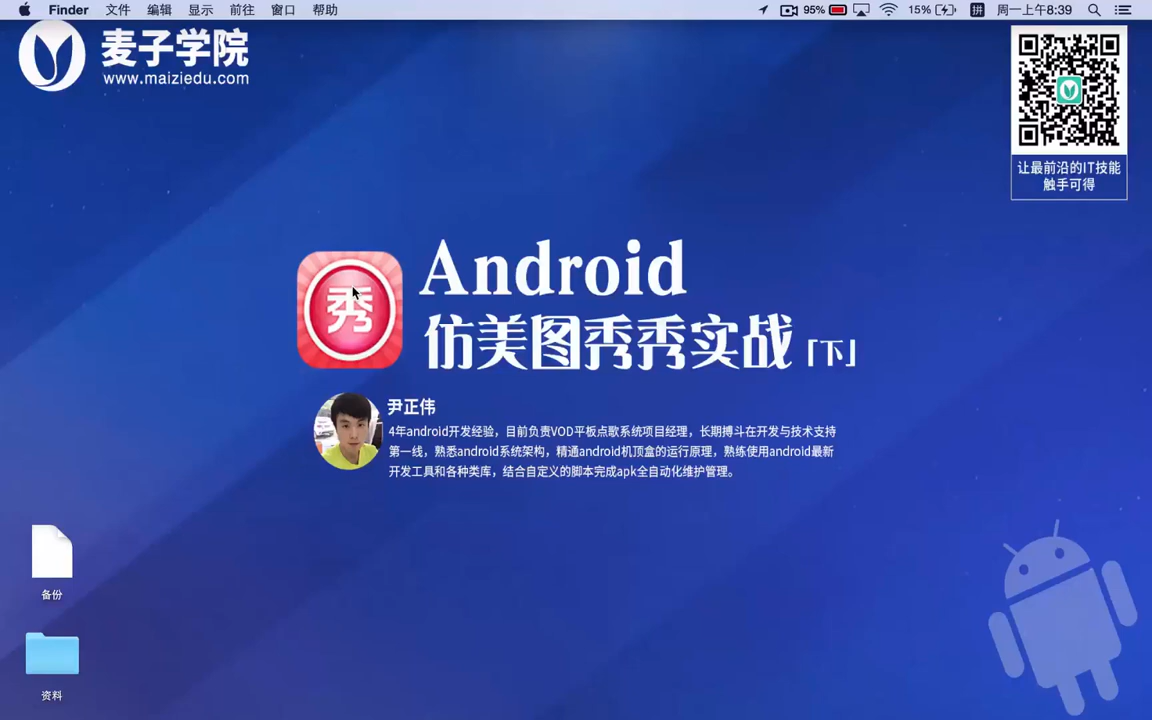 Finder 文件 编辑 显示 前往 窗口 帮助 95% 15% 拼 周一上午8:39
麦子学院
www.maiziedu.com
让最前沿的IT技能
触手可得
秀
Android
仿美图秀秀实战「下」
尹正伟
4年android开发经验，目前负责VOD平板点歌系统项目经理，长期搏斗在开发与技术支持
第一线，熟悉android系统架构，精通android机顶盒的运行原理，熟练使用android最新
开发工具和各种类库，结合自定义的脚本完成apk全自动化维护管理。
备份
资料